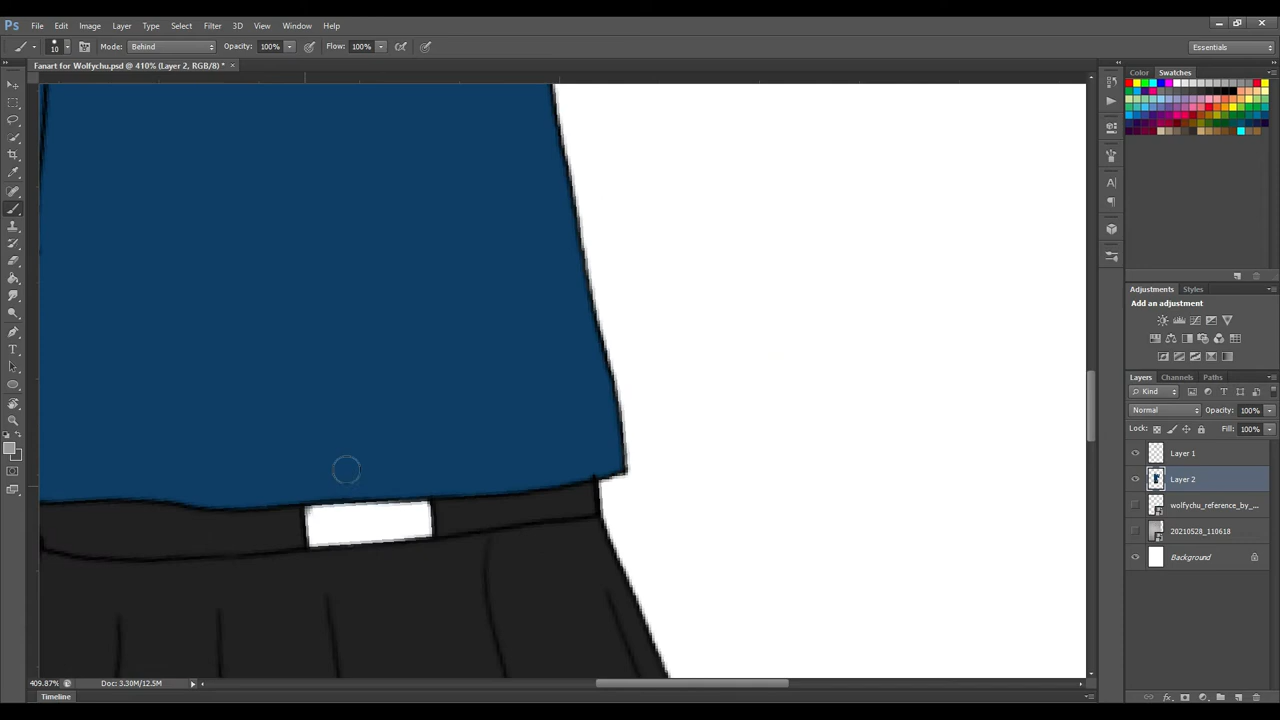 Ps File Edit Image Layer Type Select Filter 3D View Window Help
10 Mode: Behind Opacity: 100% Flow: 100% Essentials
Fanart for Wolfychu.psd @ 410% (Layer 2, RGB/8) * ×
Color Swatches
Adjustments Styles
Add an adjustment
Layers Channels Paths
Kind
Normal Opacity: 100%
Lock: Fill: 100%
Layer 1
Layer 2
wolfychu_reference_by_...
20210528_110618
Background
409.87% Doc: 3.30M/12.5M
Timeline